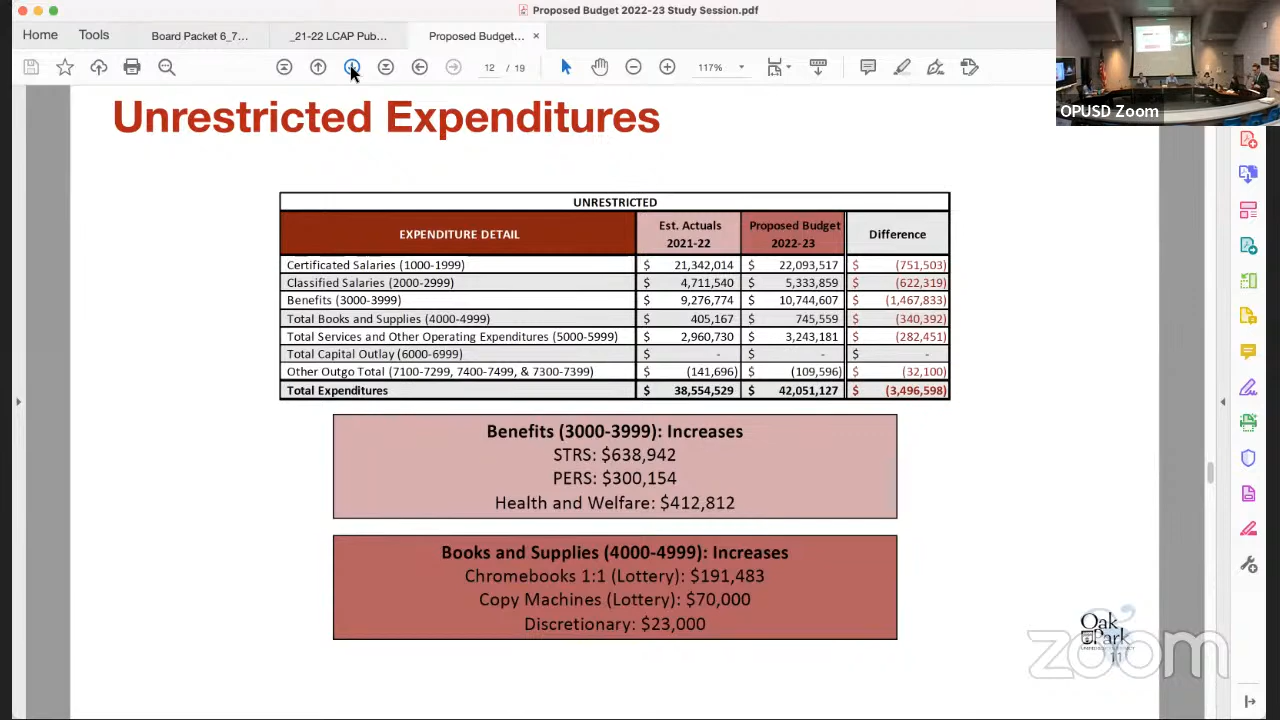 Proposed Budget 2022-23 Study Session.pdf
Home Tools Board Packet 6_7... _21-22 LCAP Pub... Proposed Budget... ×
12 / 19 117%
OPUSD Zoom
Unrestricted Expenditures
UNRESTRICTED
EXPENDITURE DETAIL Est. Actuals 2021-22 Proposed Budget 2022-23 Difference
Certificated Salaries (1000-1999) $ 21,342,014 $ 22,093,517 $ (751,503)
Classified Salaries (2000-2999) $ 4,711,540 $ 5,333,859 $ (622,319)
Benefits (3000-3999) $ 9,276,774 $ 10,744,607 $ (1,467,833)
Total Books and Supplies (4000-4999) $ 405,167 $ 745,559 $ (340,392)
Total Services and Other Operating Expenditures (5000-5999) $ 2,960,730 $ 3,243,181 $ (282,451)
Total Capital Outlay (6000-6999) $ - $ - $ -
Other Outgo Total (7100-7299, 7400-7499, & 7300-7399) $ (141,696) $ (109,596) $ (32,100)
Total Expenditures $ 38,554,529 $ 42,051,127 $ (3,496,598)
Benefits (3000-3999): Increases
STRS: $638,942
PERS: $300,154
Health and Welfare: $412,812
Books and Supplies (4000-4999): Increases
Chromebooks 1:1 (Lottery): $191,483
Copy Machines (Lottery): $70,000
Discretionary: $23,000
Oak
Park
11
zoom